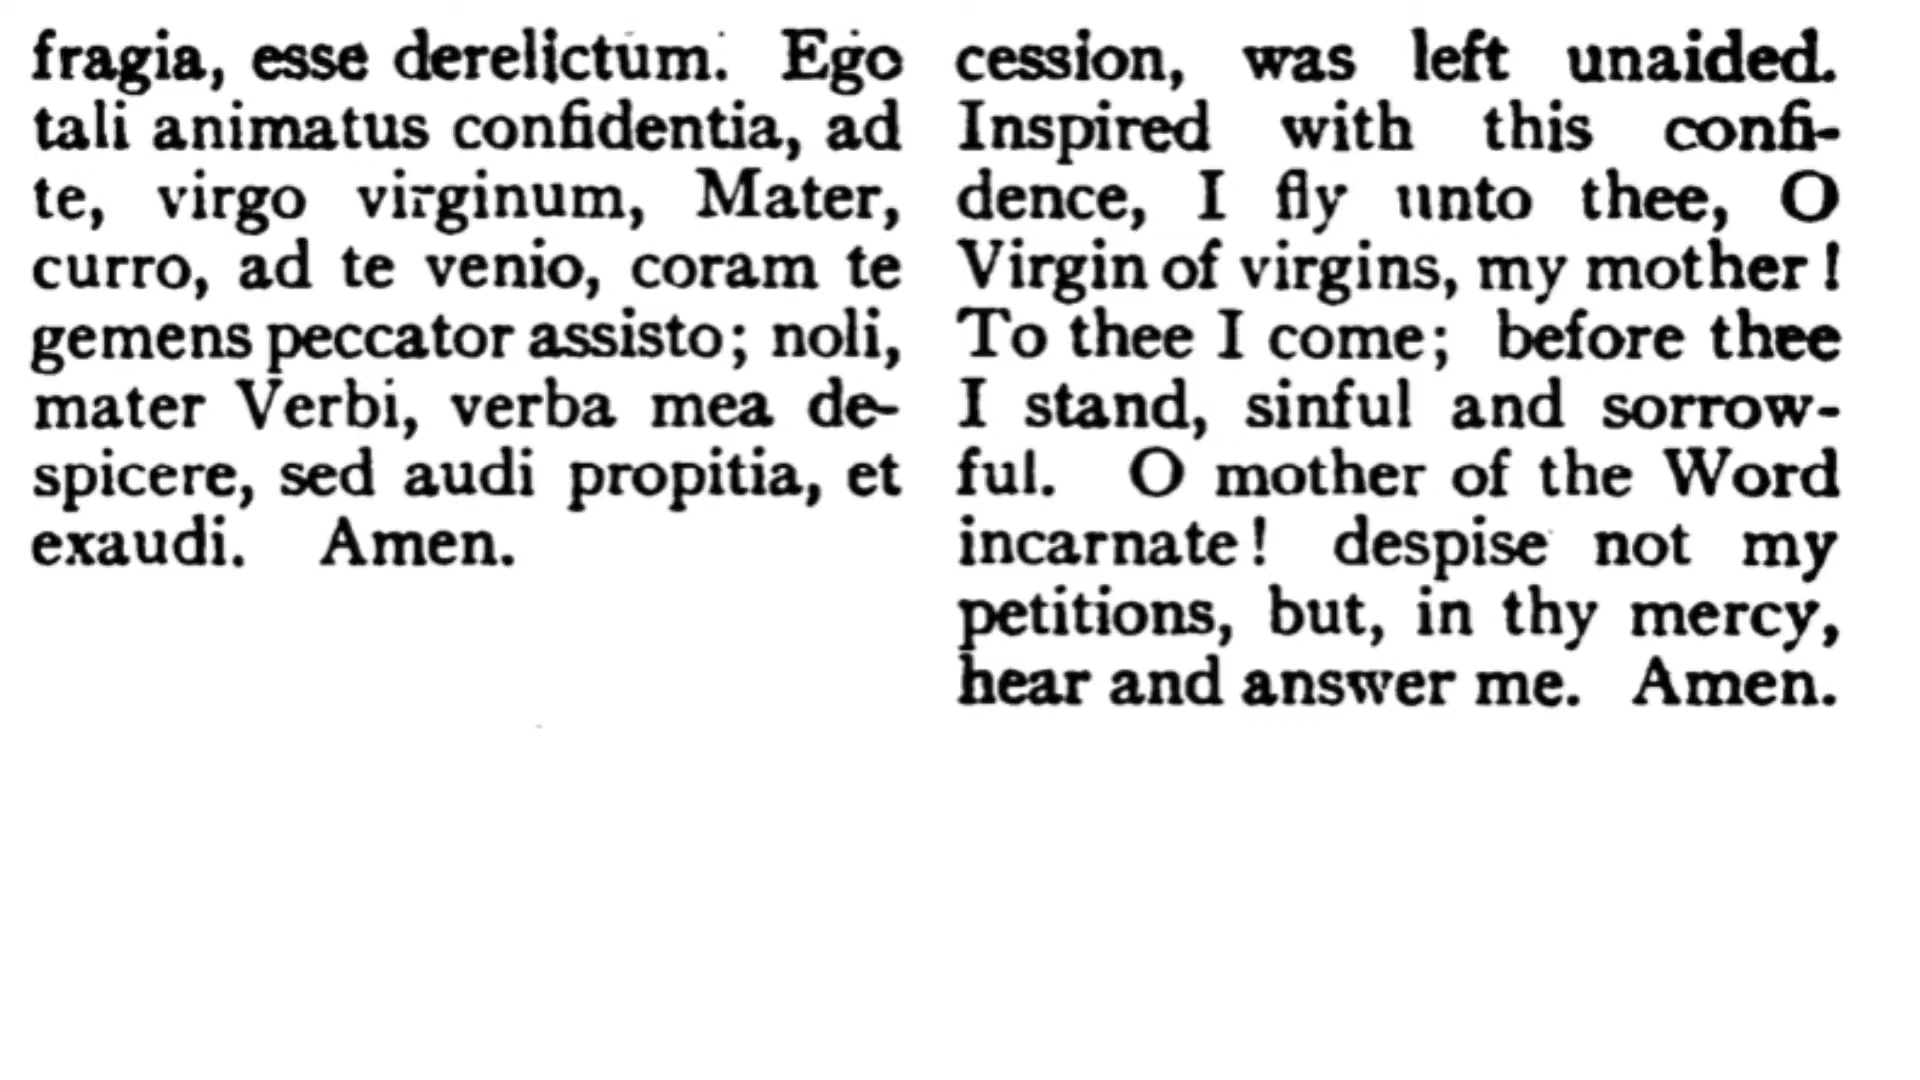 fragia, esse derelictum. Ego
tali animatus confidentia, ad
te, virgo virginum, Mater,
curro, ad te venio, coram te
gemens peccator assisto; noli,
mater Verbi, verba mea de-
spicere, sed audi propitia, et
exaudi. Amen.
cession, was left unaided.
Inspired with this confi-
dence, I fly unto thee, O
Virgin of virgins, my mother!
To thee I come; before thee
I stand, sinful and sorrow-
ful. O mother of the Word
incarnate! despise not my
petitions, but, in thy mercy,
hear and answer me. Amen.